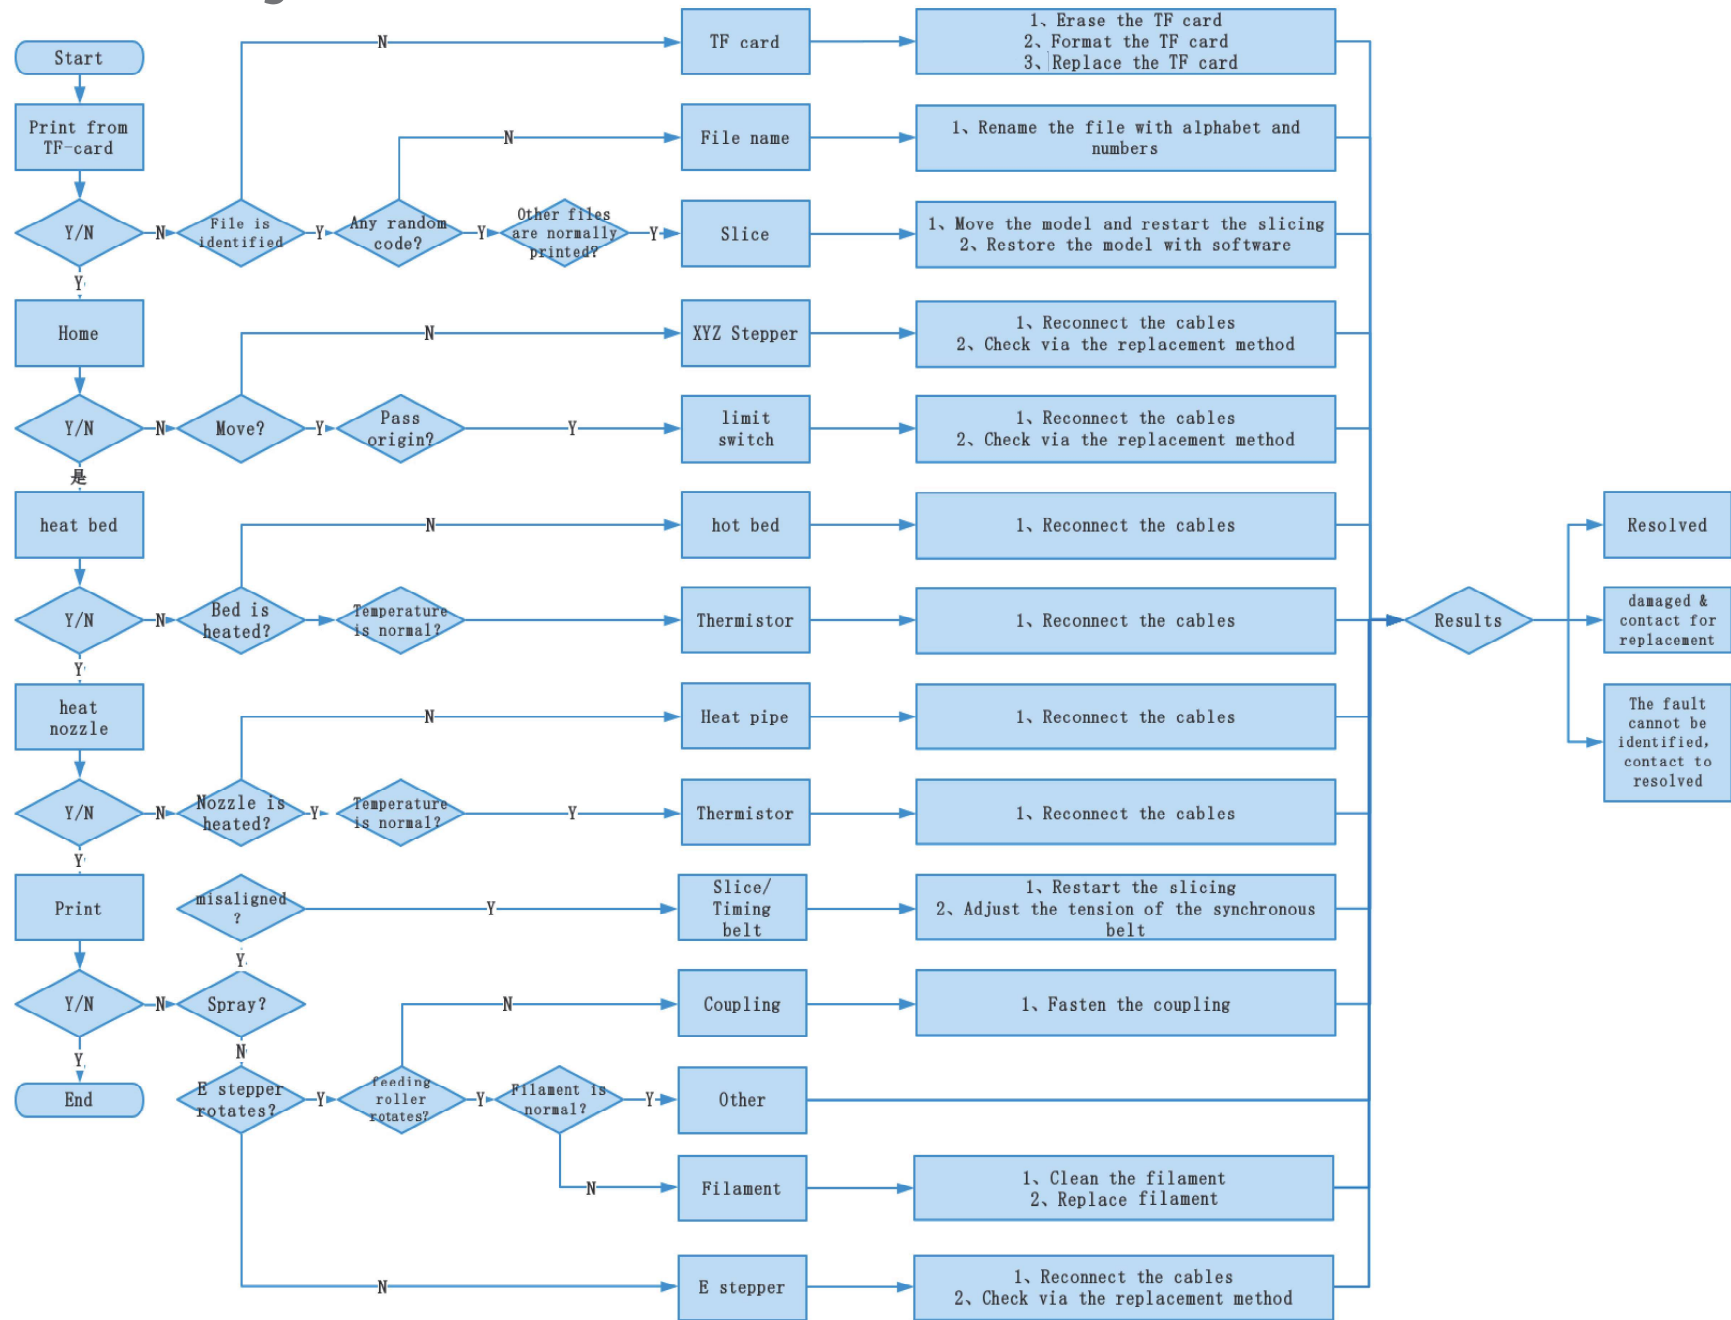 Start
Print from
TF-card
Y/N
N
File is
identified
N
Y
Any random
code?
N
Y
Other files
are normally
printed?
Y
TF card
1、Erase the TF card
2、Format the TF card
3、Replace the TF card
File name
1、Rename the file with alphabet and
numbers
Slice
1、Move the model and restart the slicing
2、Restore the model with software
Y
Home
Y/N
N
Move?
N
Y
Pass
origin?
Y
XYZ Stepper
1、Reconnect the cables
2、Check via the replacement method
limit
switch
1、Reconnect the cables
2、Check via the replacement method
是
heat bed
Y/N
N
Bed is
heated?
N
Temperature
is normal?
hot bed
1、Reconnect the cables
Thermistor
1、Reconnect the cables
Y
heat
nozzle
Y/N
N
Nozzle is
heated?
N
Y
Temperature
is normal?
Y
Heat pipe
1、Reconnect the cables
Thermistor
1、Reconnect the cables
Y
Print
Y/N
N
Spray?
Y
misaligned
?
Y
Slice/
Timing
belt
1、Restart the slicing
2、Adjust the tension of the synchronous
belt
N
E stepper
rotates?
Y
feeding
roller
rotates?
N
Coupling
1、Fasten the coupling
Y
Filament is
normal?
Y
Other
N
Filament
1、Clean the filament
2、Replace filament
N
E stepper
1、Reconnect the cables
2、Check via the replacement method
Y
End
Results
Resolved
damaged &
contact for
replacement
The fault
cannot be
identified,
contact to
resolved